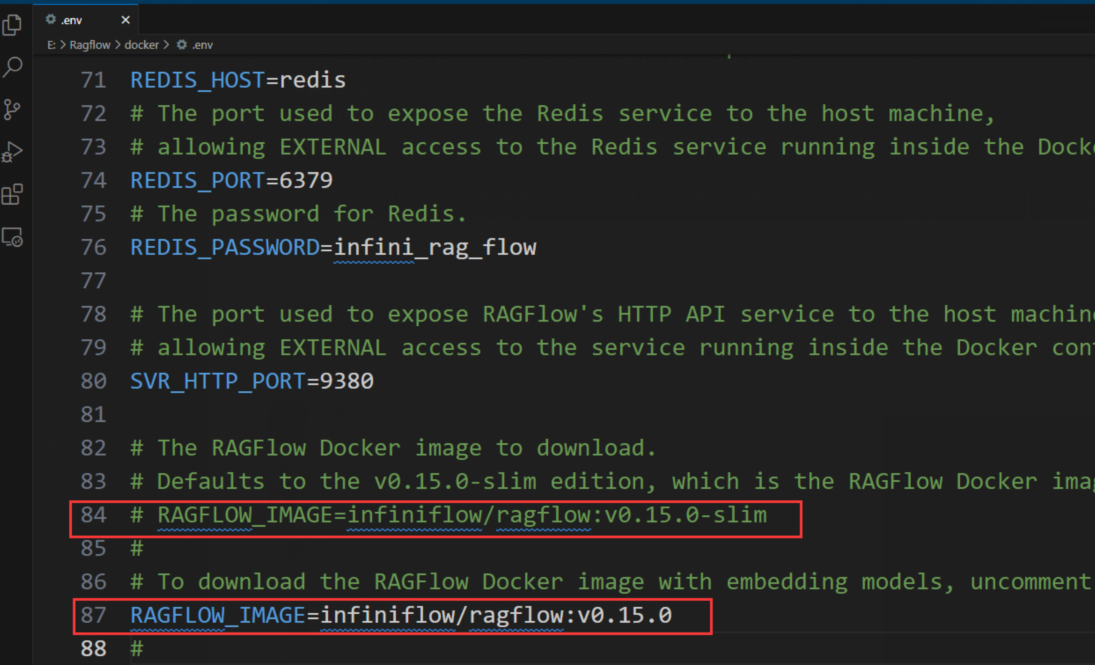 .env
E: > Ragflow > docker > .env
71 REDIS_HOST=redis
72 # The port used to expose the Redis service to the host machine,
73 # allowing EXTERNAL access to the Redis service running inside the Docke
74 REDIS_PORT=6379
75 # The password for Redis.
76 REDIS_PASSWORD=infini_rag_flow
77
78 # The port used to expose RAGFlow's HTTP API service to the host machin
79 # allowing EXTERNAL access to the service running inside the Docker con
80 SVR_HTTP_PORT=9380
81
82 # The RAGFlow Docker image to download.
83 # Defaults to the v0.15.0-slim edition, which is the RAGFlow Docker ima
84 # RAGFLOW_IMAGE=infiniflow/ragflow:v0.15.0-slim
85 #
86 # To download the RAGFlow Docker image with embedding models, uncomment
87 RAGFLOW_IMAGE=infiniflow/ragflow:v0.15.0
88 #